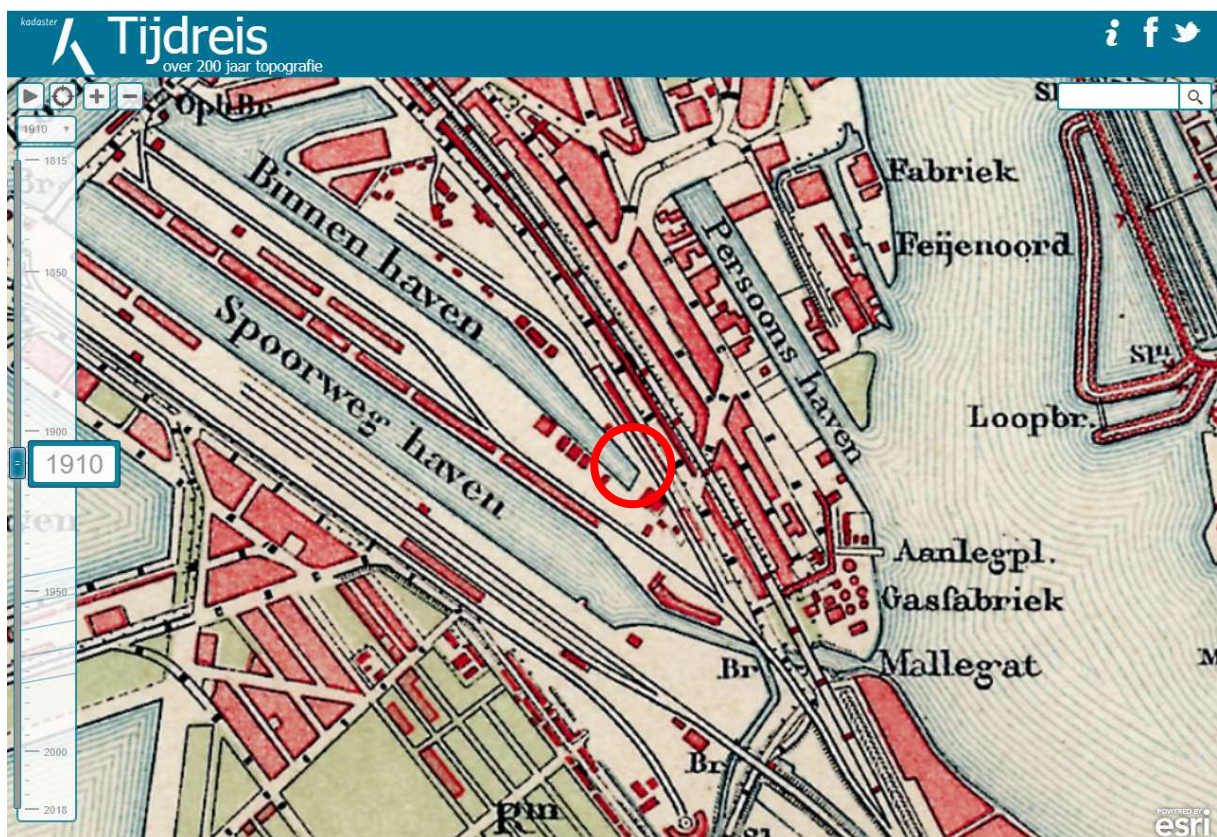 kadaster
Tijdreis
over 200 jaar topografie
1910
1815
1850
1900
1910
1950
2000
2018
Oph.Br.
Binnen haven
Spoorweg haven
Persoons haven
Fabriek
Feijenoord
Loopbr.
Aanlegpl.
Gasfabriek
Mallegat
Br
Br
POWERED BY
esri